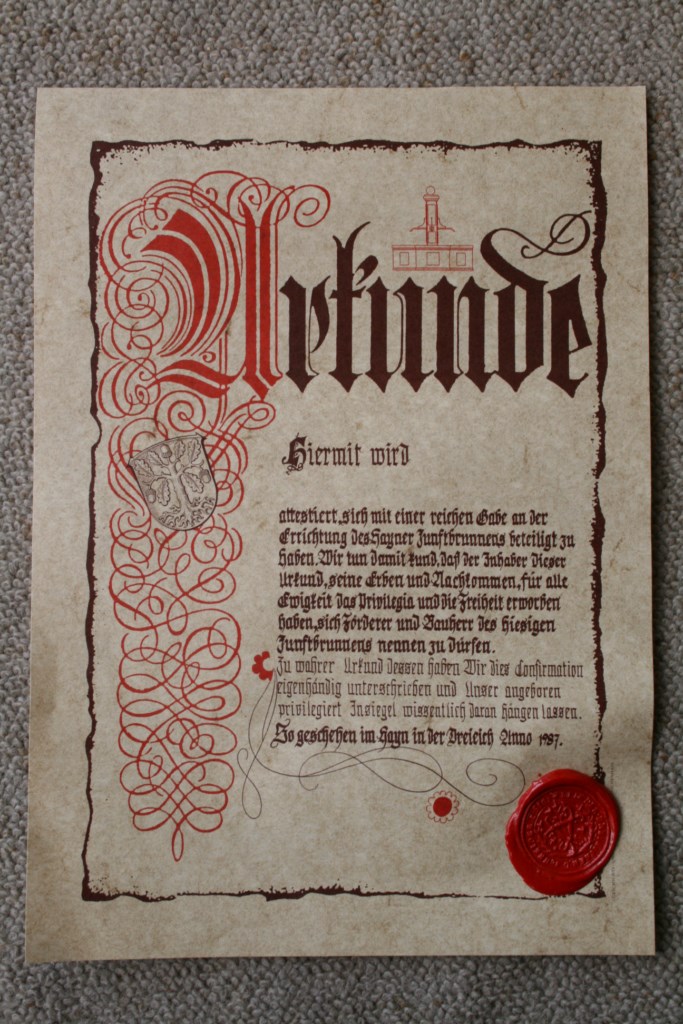 Urkunde
Hiermit wird
attestiert, sich mit einer reichen Gabe an der
Errichtung des Hayner Zunftbrunnens beteiligt zu
haben. Wir tun damit kund, daß der Inhaber dieser
Urkund, seine Erben und Nachkommen, für alle
Ewigkeit das Privilegia und die Freiheit erworben
haben, sich Förderer und Bauherr des hiesigen
Zunftbrunnens nennen zu dürfen.
Zu wahrer Urkund dessen haben Wir dies Confirmation
eigenhändig unterschrieben und Unser angeboren
privilegiert Insiegel wissentlich daran hängen lassen.
So geschehen im Hayn in der Dreieich Anno 1987.